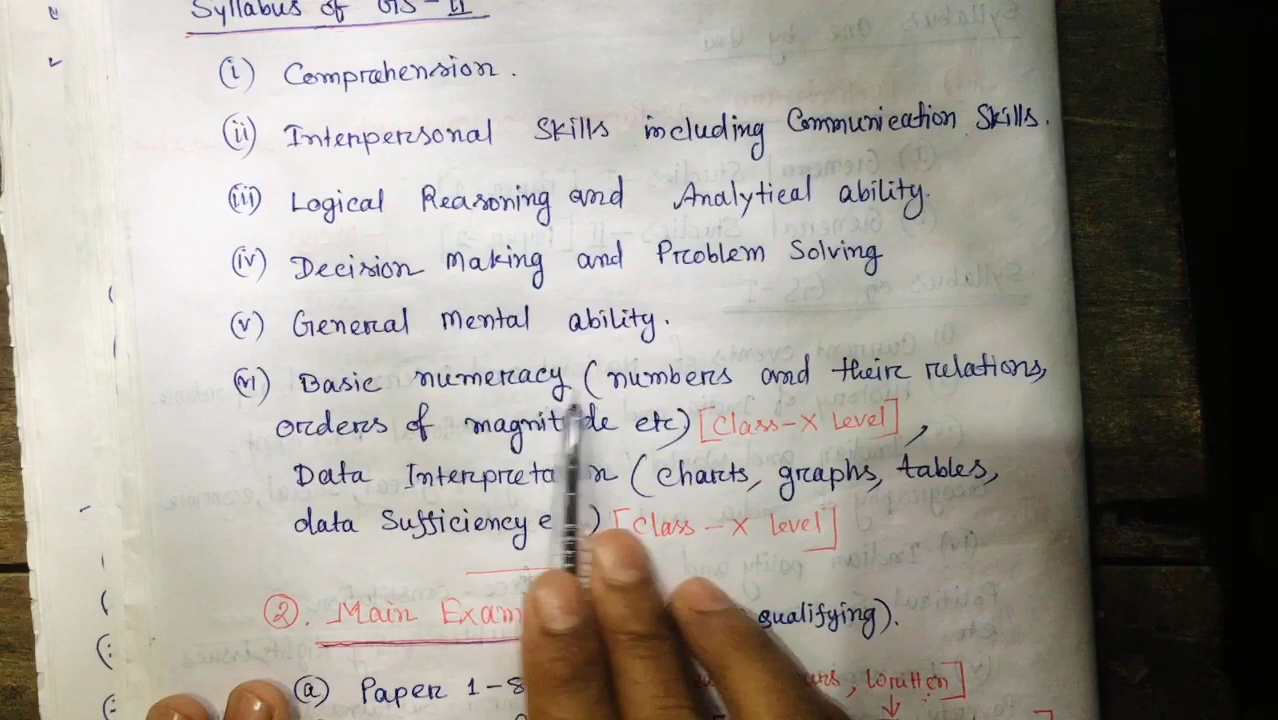 Syllabus of GS-II
(i) Comprehension.
(ii) Interpersonal Skills including Communication Skills.
(iii) Logical Reasoning and Analytical ability.
(iv) Decision Making and Problem Solving
(v) General Mental ability.
(vi) Basic numeracy (numbers and their relations,
orders of magnitude etc) [Class-X Level],
Data Interpreta n (charts, graphs, tables,
data Sufficiency e ) [Class-X level]
②. Main Exam qualifying).
(a) Paper 1-8 urs, written]